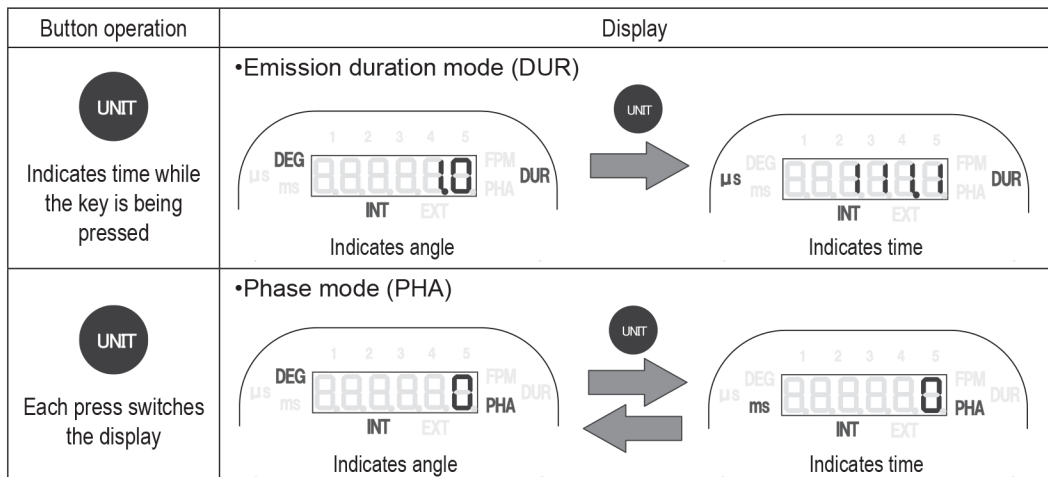 Button operation
Display
UNIT
Indicates time while
the key is being
pressed
•Emission duration mode (DUR)
1 2 3 4 5
DEG
μs
ms
1.0
FPM
PHA
DUR
INT EXT
Indicates angle
UNIT
1 2 3 4 5
DEG
μs
ms
111.1
FPM
PHA
DUR
INT EXT
Indicates time
UNIT
Each press switches
the display
•Phase mode (PHA)
1 2 3 4 5
DEG
μs
ms
0
FPM
PHA
DUR
INT EXT
Indicates angle
UNIT
1 2 3 4 5
DEG
μs
ms
0
FPM
PHA
DUR
INT EXT
Indicates time